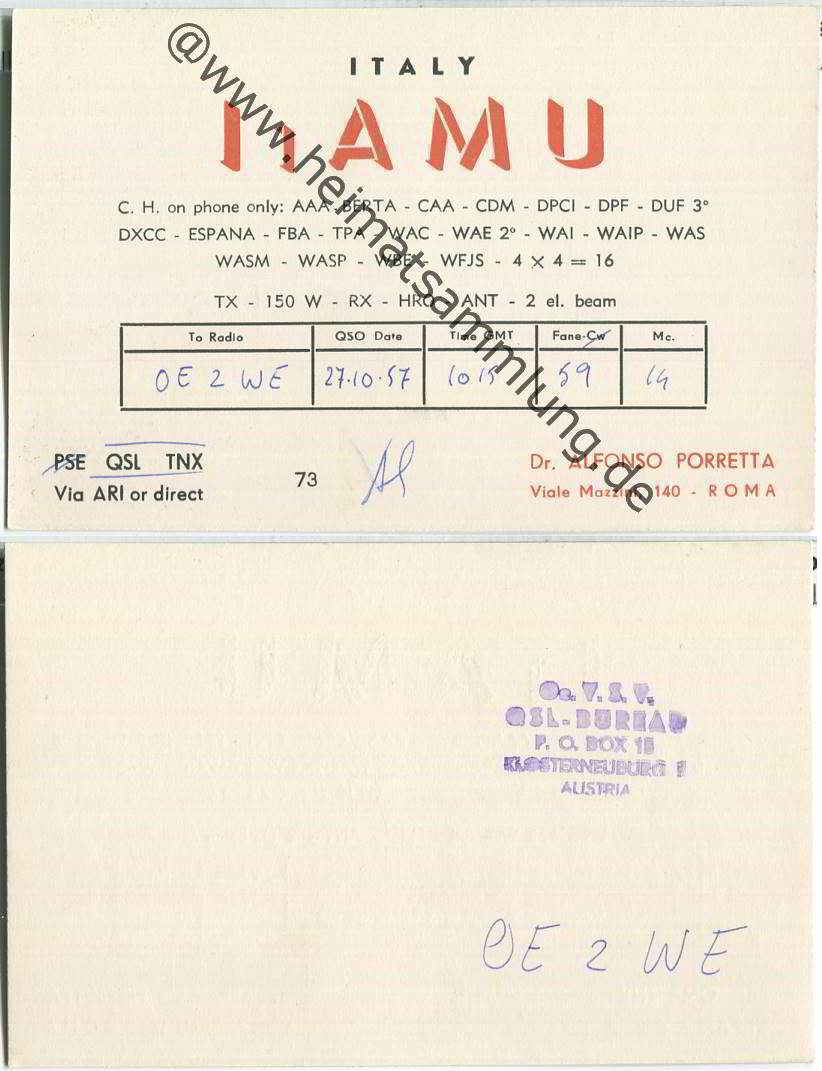 ITALY
I1AMU
C. H. on phone only: AAA - BERTA - CAA - CDM - DPCI - DPF - DUF 3°
DXCC - ESPANA - FBA - TPA - WAC - WAE 2° - WAI - WAIP - WAS
WASM - WASP - WBE - WFJS - 4 x 4 = 16
TX - 150 W - RX - HRO - ANT - 2 el. beam
To Radio QSO Date Time GMT Fone-Cw Mc.
OE 2 WE 27.10.57 1015 59 14
PSE QSL TNX
Via ARI or direct
73
Dr. ALFONSO PORRETTA
Viale Mazzini, 140 - ROMA
@www.heimatsammlung.de
Oe. V. S. V.
QSL-BUREAU
P. O. BOX 15
KLOSTERNEUBURG
AUSTRIA
OE 2 WE